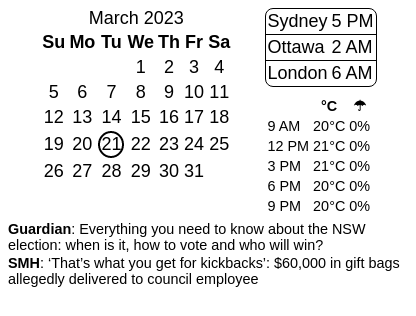 March 2023
Su Mo Tu We Th Fr Sa
1 2 3 4
5 6 7 8 9 10 11
12 13 14 15 16 17 18
19 20 21 22 23 24 25
26 27 28 29 30 31
Sydney 5 PM
Ottawa 2 AM
London 6 AM
°C ☂
9 AM 20°C 0%
12 PM 21°C 0%
3 PM 21°C 0%
6 PM 20°C 0%
9 PM 20°C 0%
Guardian: Everything you need to know about the NSW
election: when is it, how to vote and who will win?
SMH: ‘That’s what you get for kickbacks’: $60,000 in gift bags
allegedly delivered to council employee